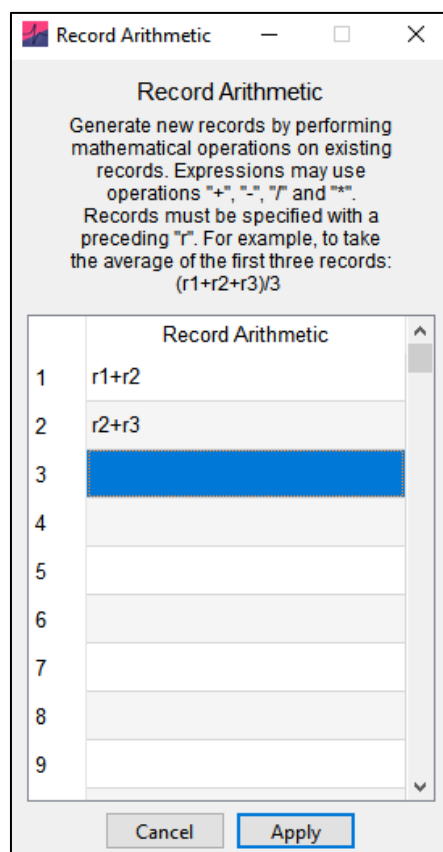 Record Arithmetic
Record Arithmetic
Generate new records by performing
mathematical operations on existing
records. Expressions may use
operations "+", "-", "/" and "*".
Records must be specified with a
preceding "r". For example, to take
the average of the first three records:
(r1+r2+r3)/3
Record Arithmetic
1 r1+r2
2 r2+r3
3
4
5
6
7
8
9
Cancel Apply